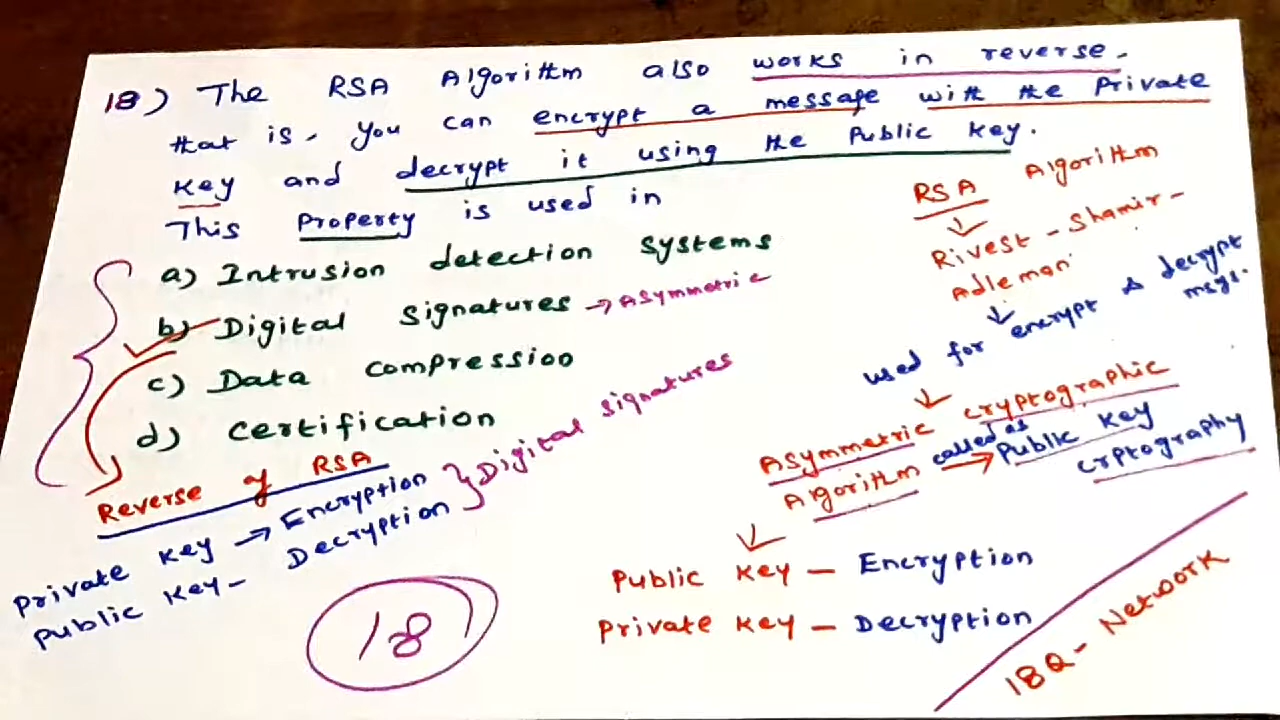 18) The RSA Algorithm also works in reverse.
that is, you can encrypt a message with the Private
Key and decrypt it using the Public Key.
This Property is used in
a) Intrusion detection Systems
b) Digital Signatures → Asymmetric
c) Data compression
d) Certification
Reverse of RSA
Private Key → Encryption
Public Key - Decryption
} Digital Signatures
18)
RSA Algorithm
Rivest - Shamir -
Adleman
used for encrypt & decrypt
msgs.
Asymmetric cryptographic
Algorithm called as → Public Key
crptography
Public Key - Encryption
Private Key - Decryption
18Q - Network